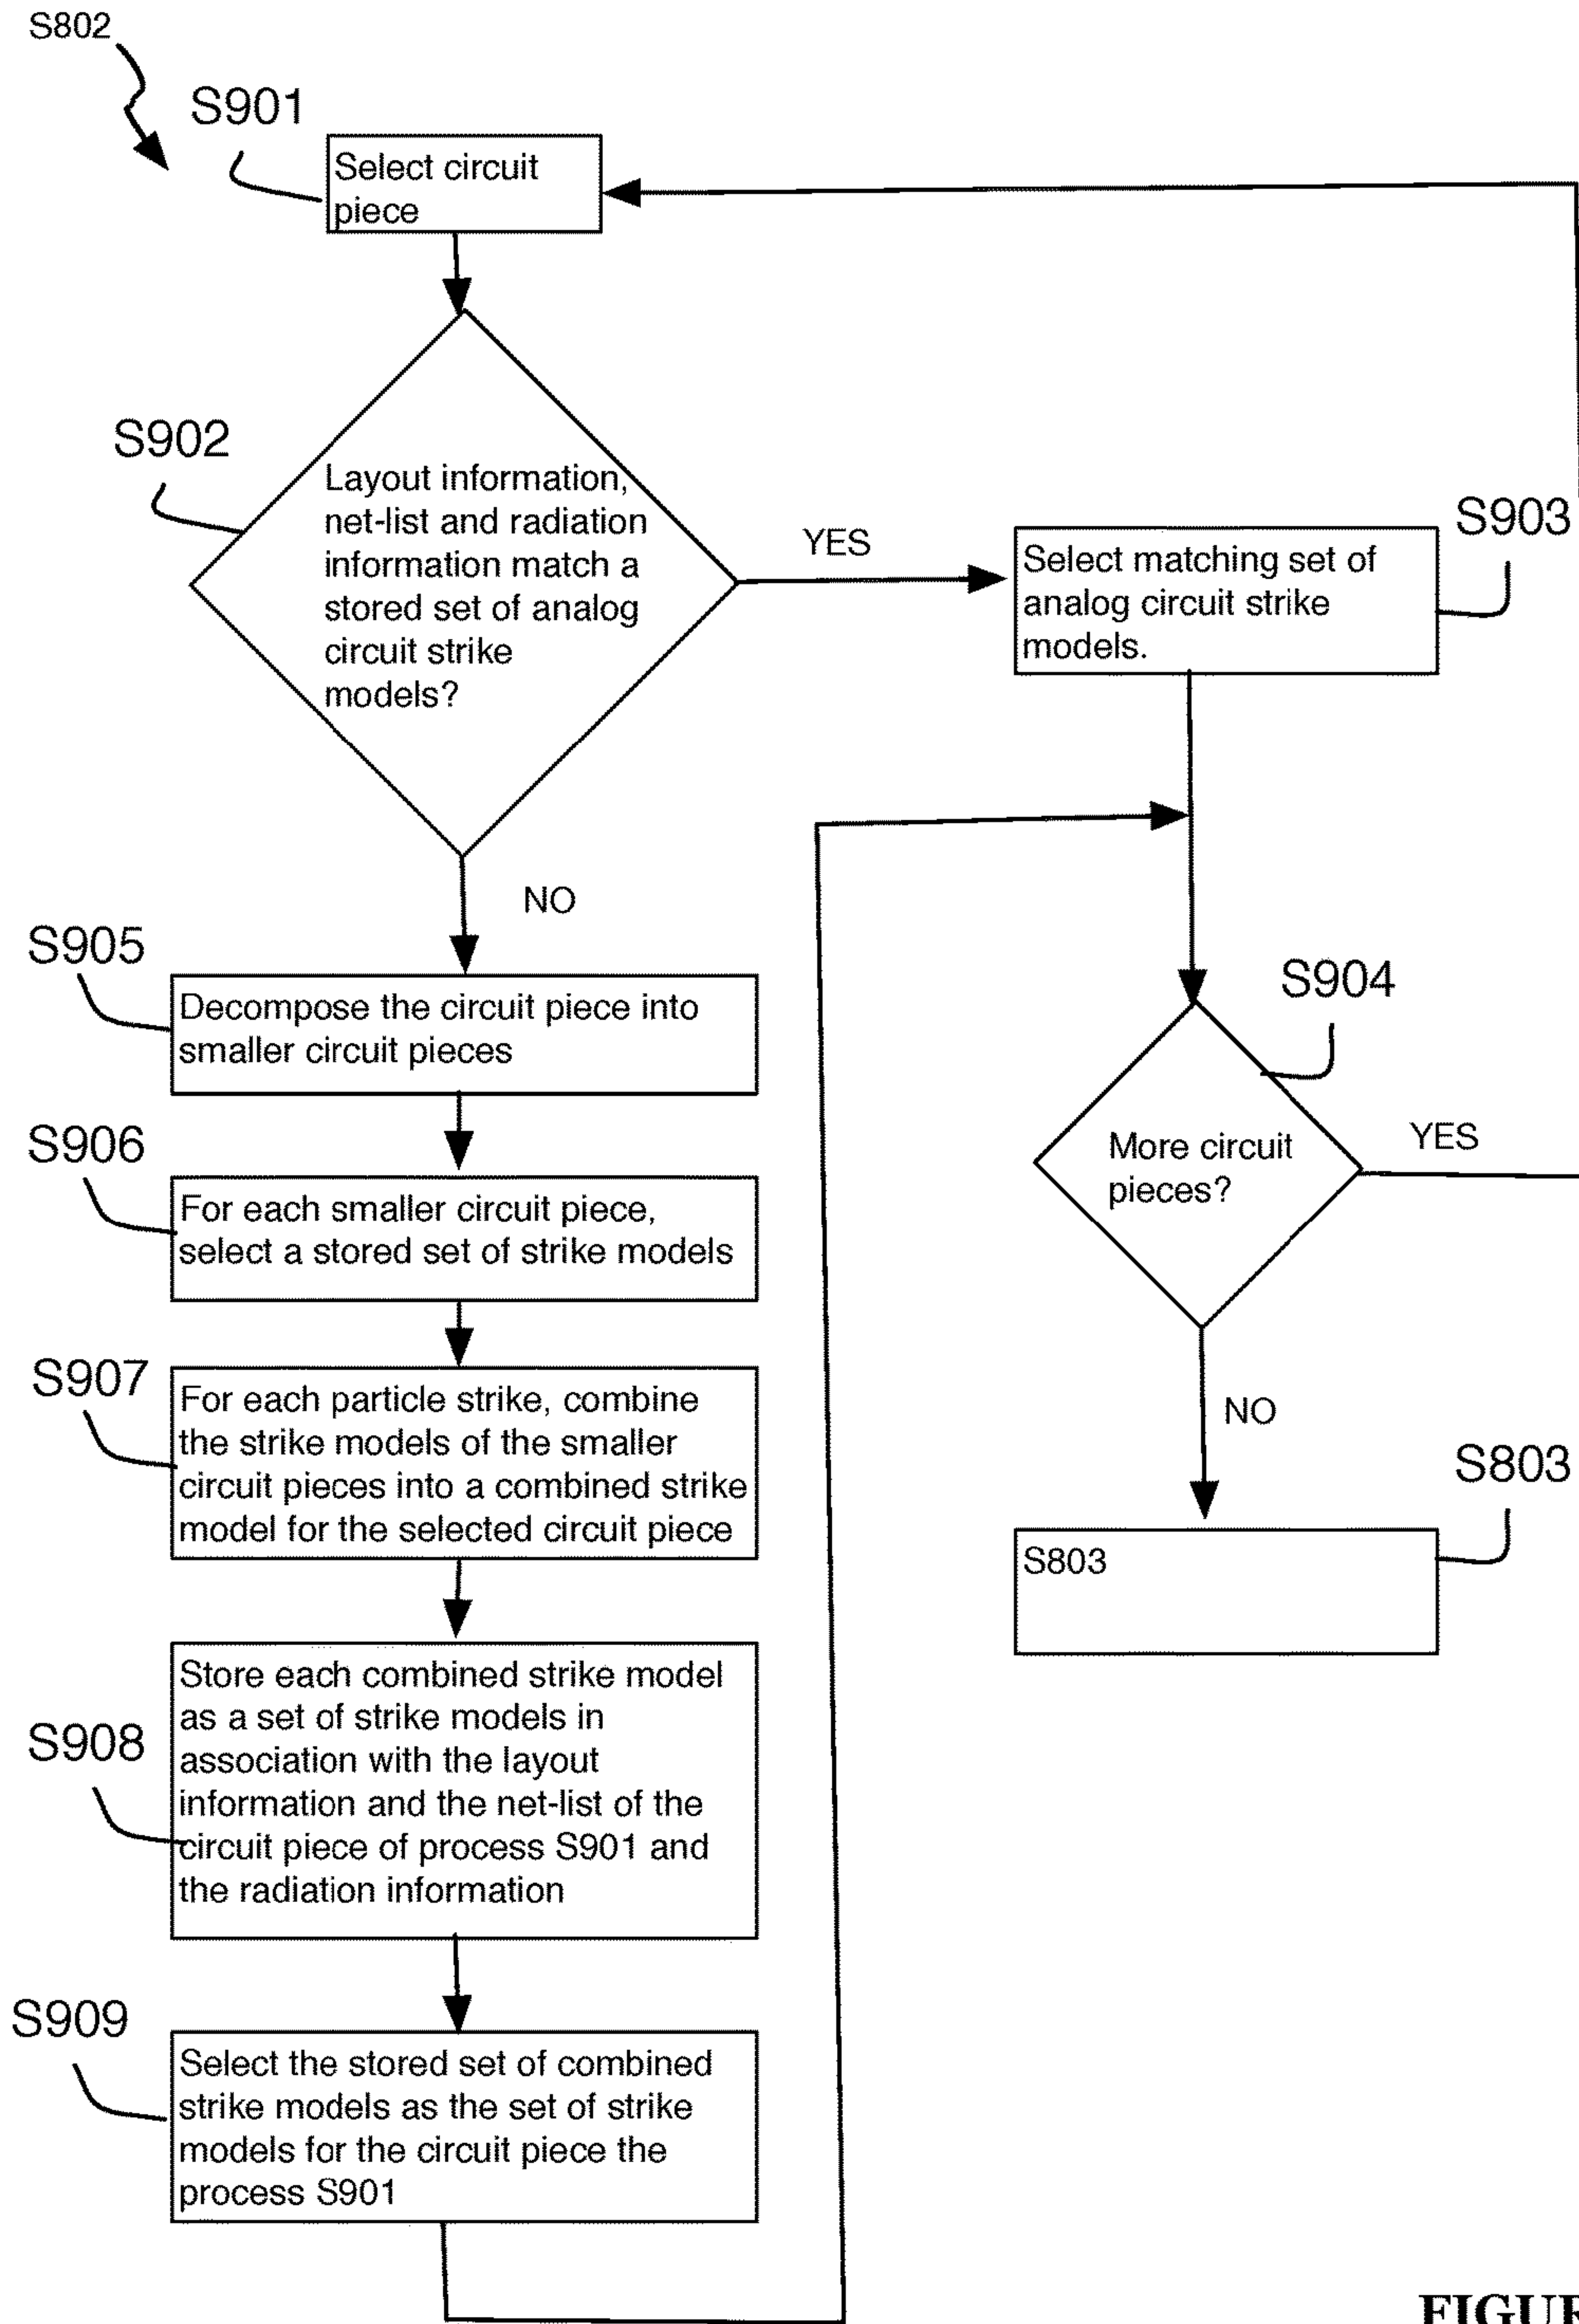 S802
S901
Select circuit
piece
S902
Layout information,
net-list and radiation
information match a
stored set of analog
circuit strike
models?
YES
S903
Select matching set of
analog circuit strike
models.
NO
S905
Decompose the circuit piece into
smaller circuit pieces
S904
More circuit
pieces?
YES
S906
For each smaller circuit piece,
select a stored set of strike models
S907
For each particle strike, combine
the strike models of the smaller
circuit pieces into a combined strike
model for the selected circuit piece
NO
S803
S803
S908
Store each combined strike model
as a set of strike models in
association with the layout
information and the net-list of the
circuit piece of process S901 and
the radiation information
S909
Select the stored set of combined
strike models as the set of strike
models for the circuit piece the
process S901